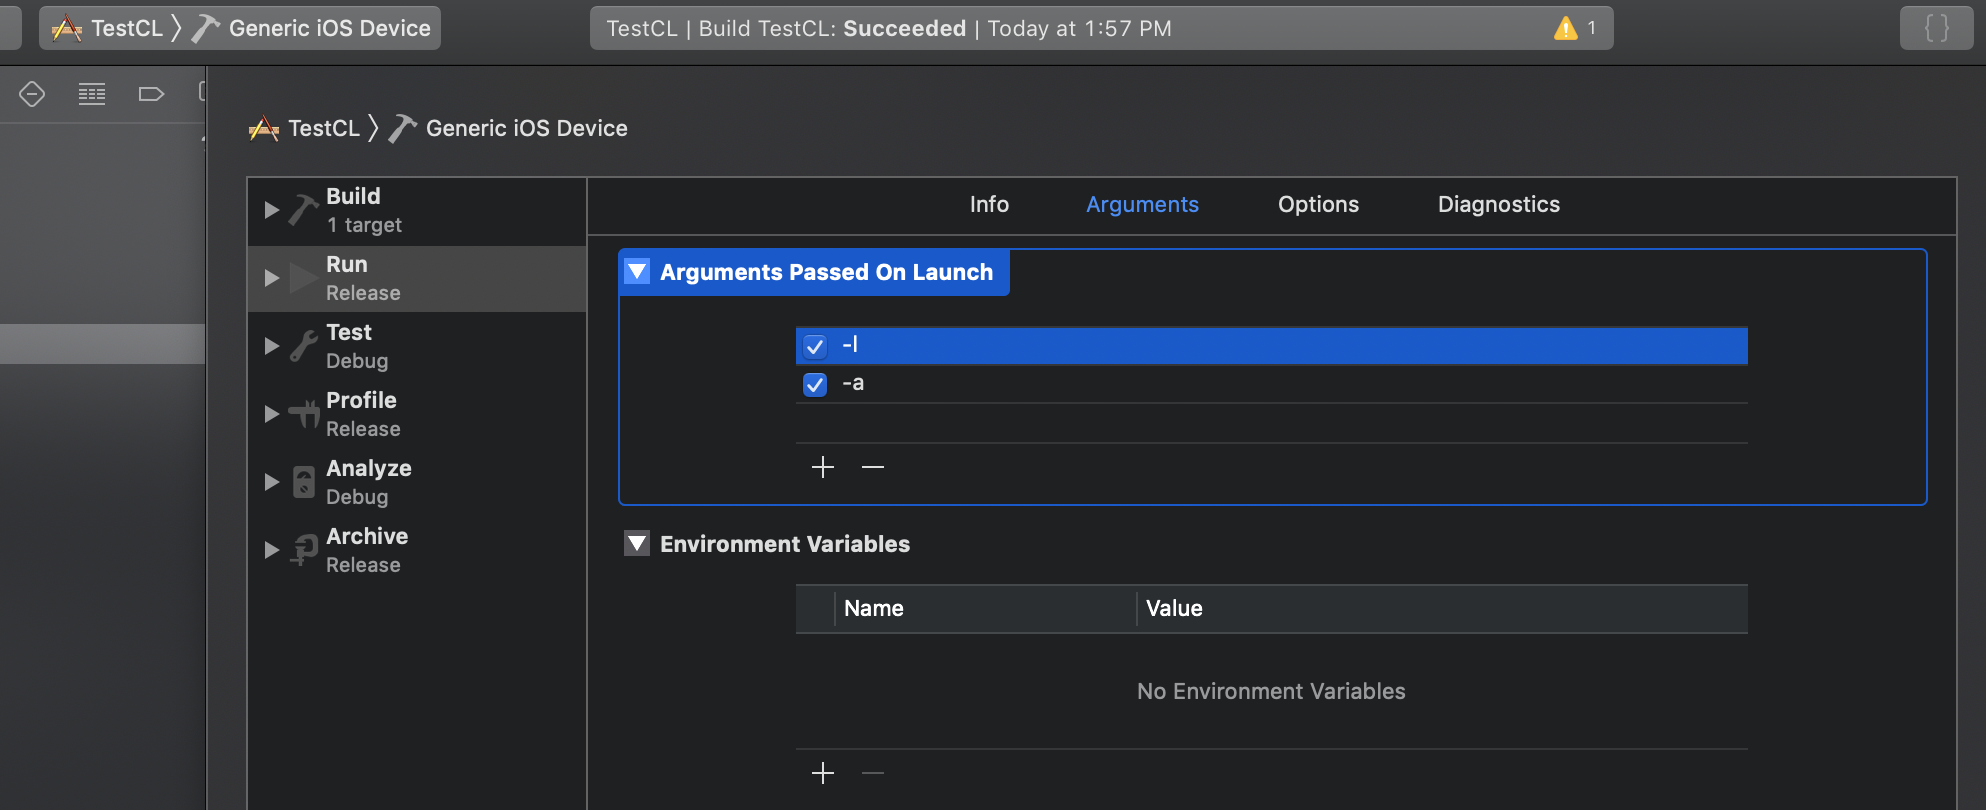 TestCL 〉 Generic iOS Device
TestCL | Build TestCL: Succeeded | Today at 1:57 PM
1
{ }
TestCL 〉 Generic iOS Device
Build
1 target
Run
Release
Test
Debug
Profile
Release
Analyze
Debug
Archive
Release
Info Arguments Options Diagnostics
Arguments Passed On Launch
-l
-a
Environment Variables
Name Value
No Environment Variables